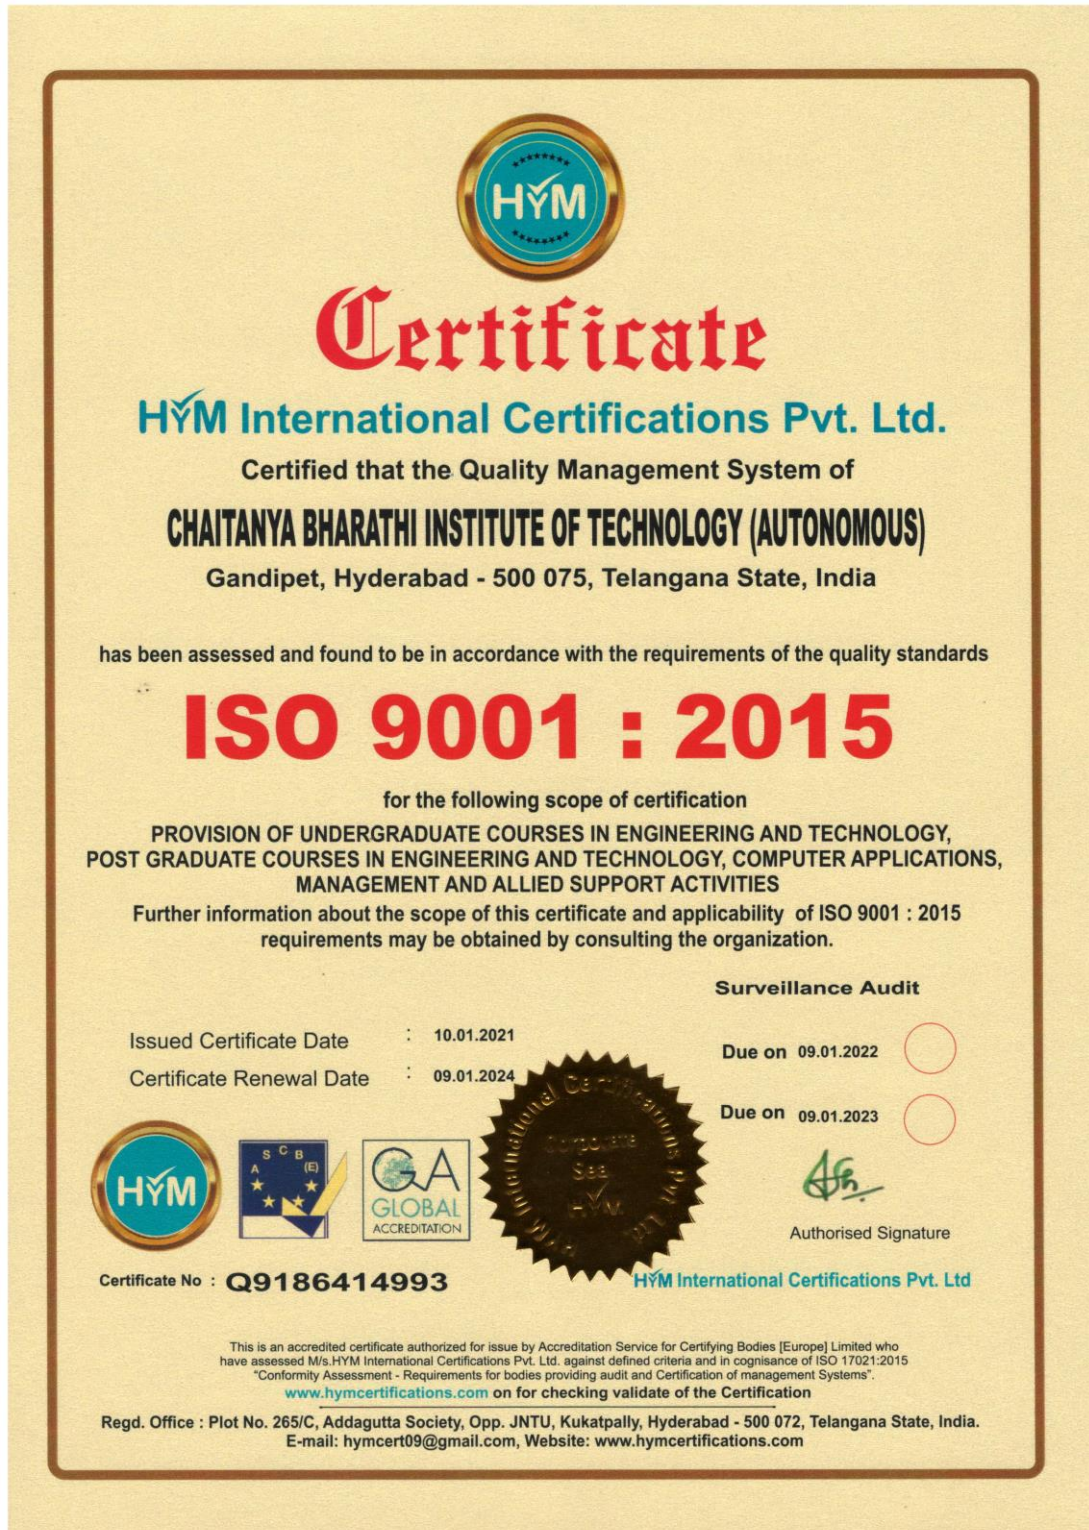 HYM
Certificate
HYM International Certifications Pvt. Ltd.
Certified that the Quality Management System of
CHAITANYA BHARATHI INSTITUTE OF TECHNOLOGY (AUTONOMOUS)
Gandipet, Hyderabad - 500 075, Telangana State, India
has been assessed and found to be in accordance with the requirements of the quality standards
ISO 9001 : 2015
for the following scope of certification
PROVISION OF UNDERGRADUATE COURSES IN ENGINEERING AND TECHNOLOGY,
POST GRADUATE COURSES IN ENGINEERING AND TECHNOLOGY, COMPUTER APPLICATIONS,
MANAGEMENT AND ALLIED SUPPORT ACTIVITIES
Further information about the scope of this certificate and applicability of ISO 9001 : 2015
requirements may be obtained by consulting the organization.
Surveillance Audit
Issued Certificate Date : 10.01.2021
Due on 09.01.2022
Certificate Renewal Date : 09.01.2024
Due on 09.01.2023
HYM
A S C B (E)
GA
GLOBAL
ACCREDITATION
HYM International Certifications Pvt. Ltd
Corporate
HYM
Authorised Signature
Certificate No : Q9186414993
HYM International Certifications Pvt. Ltd
This is an accredited certificate authorized for issue by Accreditation Service for Certifying Bodies [Europe] Limited who
have assessed M/s.HYM International Certifications Pvt. Ltd. against defined criteria and in cognisance of ISO 17021:2015
“Conformity Assessment - Requirements for bodies providing audit and Certification of management Systems”.
www.hymcertifications.com on for checking validate of the Certification
Regd. Office : Plot No. 265/C, Addagutta Society, Opp. JNTU, Kukatpally, Hyderabad - 500 072, Telangana State, India.
E-mail: hymcert09@gmail.com, Website: www.hymcertifications.com